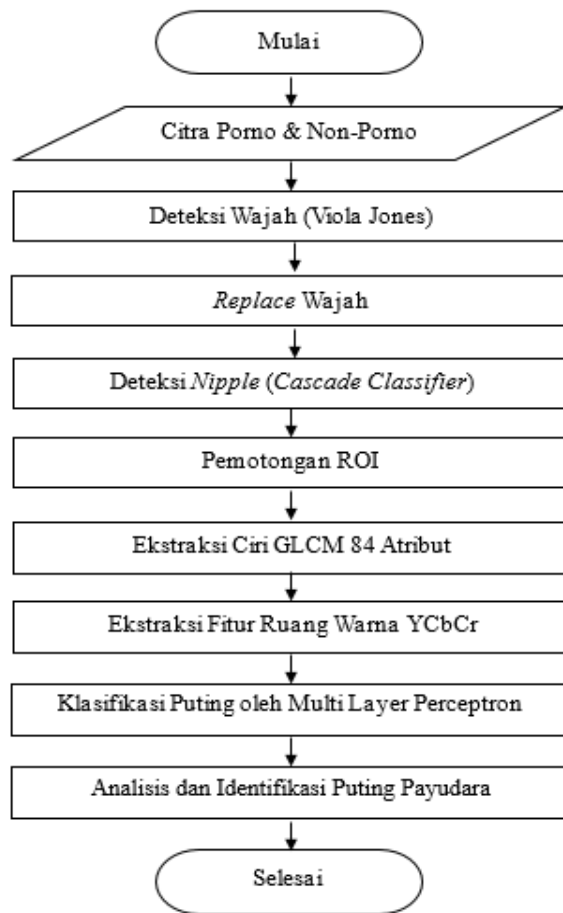 Mulai
Citra Porno & Non-Porno
Deteksi Wajah (Viola Jones)
Replace Wajah
Deteksi Nipple (Cascade Classifier)
Pemotongan ROI
Ekstraksi Ciri GLCM 84 Atribut
Ekstraksi Fitur Ruang Warna YCbCr
Klasifikasi Puting oleh Multi Layer Perceptron
Analisis dan Identifikasi Puting Payudara
Selesai